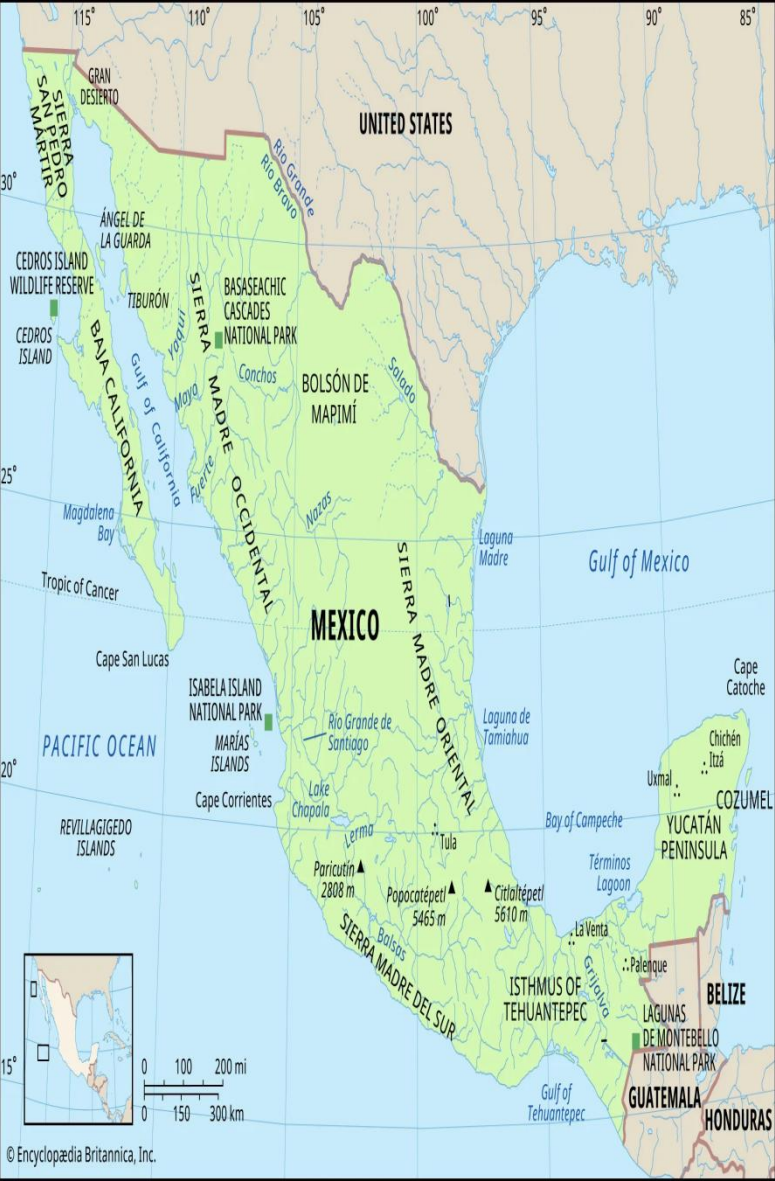 115°
110°
105°
100°
95°
90°
85°
GRAN
DESIERTO
SIERRA
SAN PEDRO
MÁRTIR
UNITED STATES
Rio Grande
Río Bravo
30°
ÁNGEL DE
LA GUARDA
CEDROS ISLAND
WILDLIFE RESERVE
TIBURÓN
CEDROS
ISLAND
BASASEACHIC
CASCADES
NATIONAL PARK
SIERRA MADRE OCCIDENTAL
Yaqui
Conchos
Mayo
BOLSÓN DE
MAPIMÍ
Salado
BAJA CALIFORNIA
Gulf of California
Fuerte
25°
Nazas
Magdalena
Bay
Laguna
Madre
Gulf of Mexico
SIERRA MADRE ORIENTAL
Tropic of Cancer
MEXICO
Cape San Lucas
Cape
Catoche
ISABELA ISLAND
NATIONAL PARK
Rio Grande de
Santiago
Laguna de
Tamiahua
MARÍAS
ISLANDS
PACIFIC OCEAN
Chichén
Itzá
20°
Uxmal
Lake
Chapala
Cape Corrientes
COZUMEL
REVILLAGIGEDO
ISLANDS
Lerma
Tula
Bay of Campeche
YUCATÁN
PENINSULA
Paricutín
2808 m
Popocatépetl
5465 m
Citlaltépetl
5610 m
Términos
Lagoon
Balsas
SIERRA MADRE DEL SUR
La Venta
Palenque
Grijalva
ISTHMUS OF
TEHUANTEPEC
BELIZE
LAGUNAS
DE MONTEBELLO
NATIONAL PARK
15°
0 100 200 mi
0 150 300 km
Gulf of
Tehuantepec
GUATEMALA
HONDURAS
© Encyclopædia Britannica, Inc.